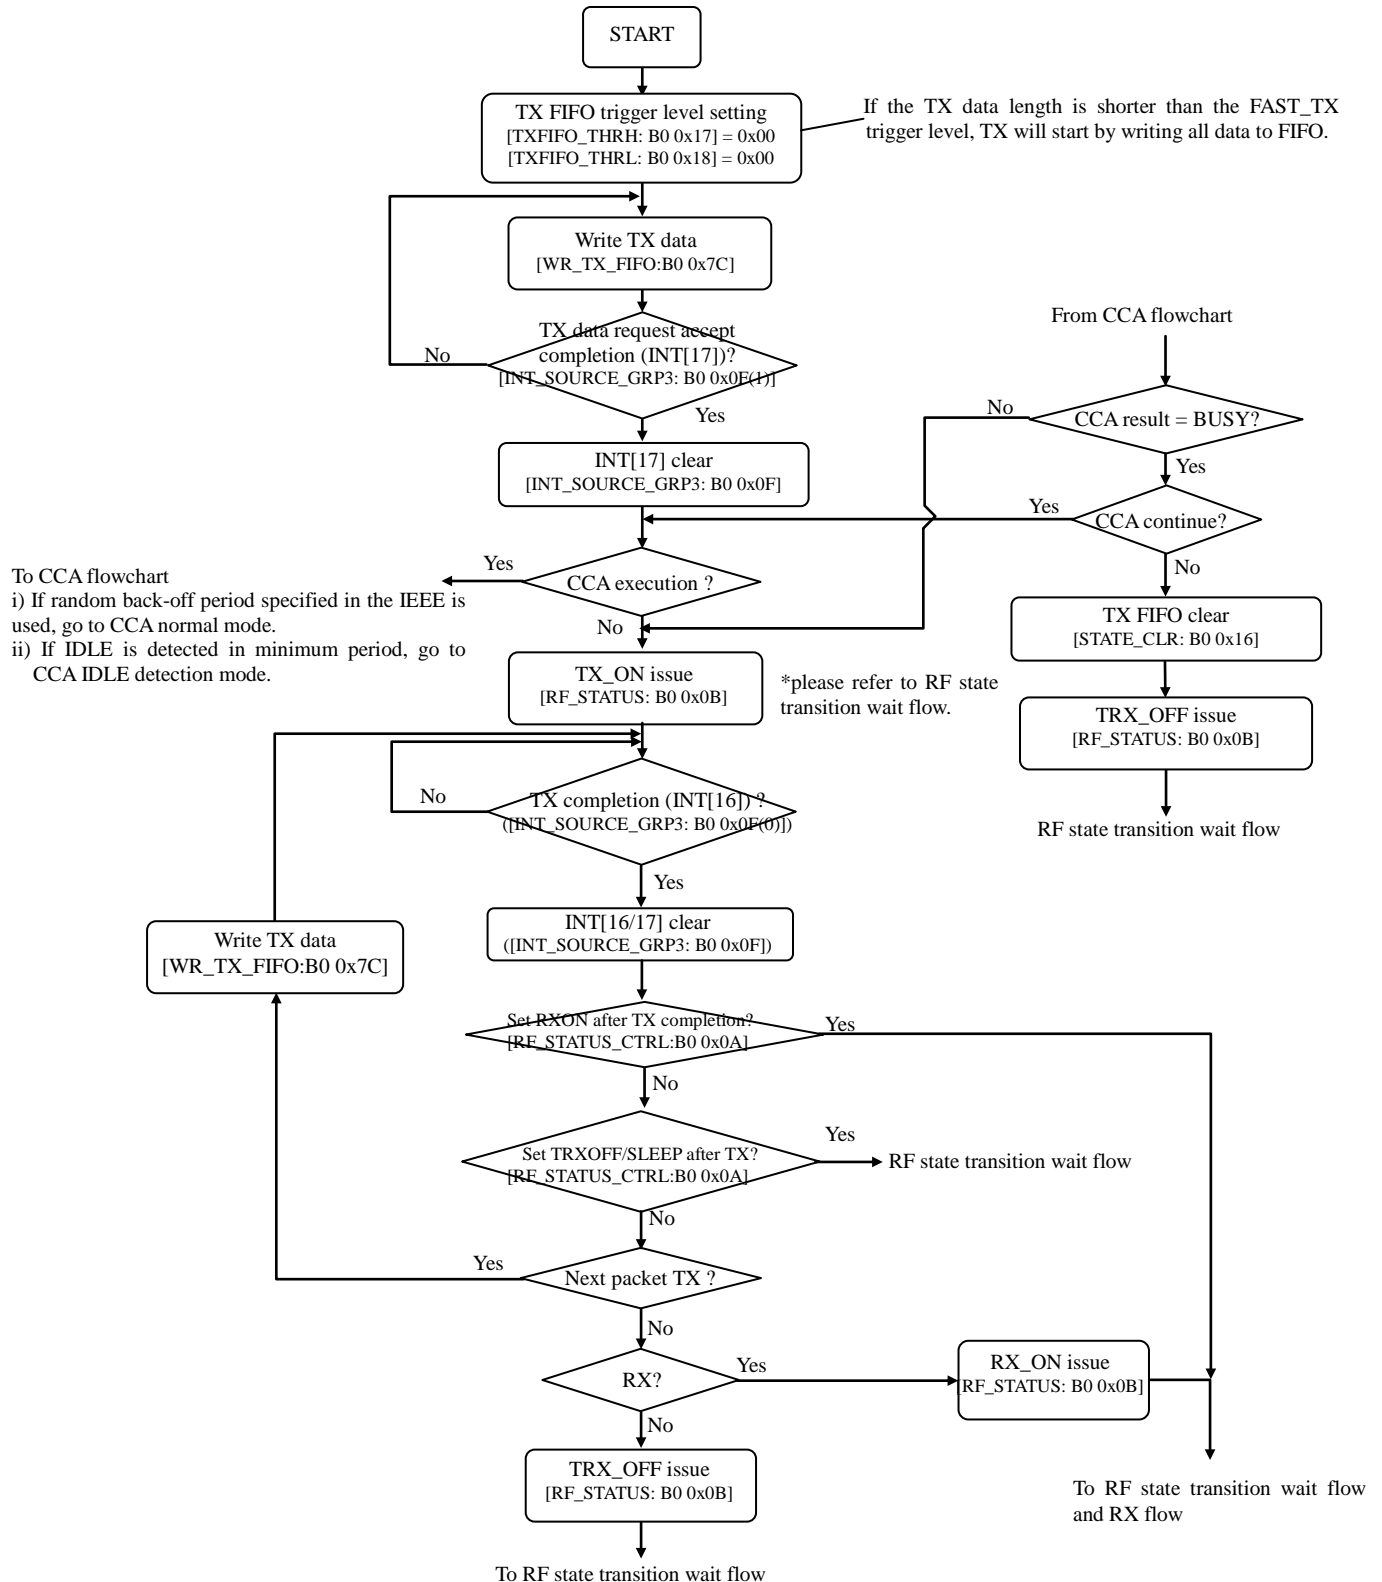 START
TX FIFO trigger level setting
[TXFIFO_THRH: B0 0x17] = 0x00
[TXFIFO_THRL: B0 0x18] = 0x00
If the TX data length is shorter than the FAST_TX
trigger level, TX will start by writing all data to FIFO.
Write TX data
[WR_TX_FIFO:B0 0x7C]
TX data request accept
completion (INT[17])?
[INT_SOURCE_GRP3: B0 0x0F(1)]
No
Yes
From CCA flowchart
CCA result = BUSY?
No
Yes
INT[17] clear
[INT_SOURCE_GRP3: B0 0x0F]
CCA continue?
Yes
No
CCA execution ?
Yes
No
To CCA flowchart
i) If random back-off period specified in the IEEE is
used, go to CCA normal mode.
ii) If IDLE is detected in minimum period, go to
CCA IDLE detection mode.
TX FIFO clear
[STATE_CLR: B0 0x16]
TX_ON issue
[RF_STATUS: B0 0x0B]
*please refer to RF state
transition wait flow.
TRX_OFF issue
[RF_STATUS: B0 0x0B]
RF state transition wait flow
TX completion (INT[16]) ?
([INT_SOURCE_GRP3: B0 0x0F(0)])
No
Yes
INT[16/17] clear
([INT_SOURCE_GRP3: B0 0x0F])
Write TX data
[WR_TX_FIFO:B0 0x7C]
Set RXON after TX completion?
[RF_STATUS_CTRL:B0 0x0A]
Yes
No
Set TRXOFF/SLEEP after TX?
[RF_STATUS_CTRL:B0 0x0A]
Yes
RF state transition wait flow
No
Next packet TX ?
Yes
No
RX?
Yes
RX_ON issue
[RF_STATUS: B0 0x0B]
No
TRX_OFF issue
[RF_STATUS: B0 0x0B]
To RF state transition wait flow
and RX flow
To RF state transition wait flow